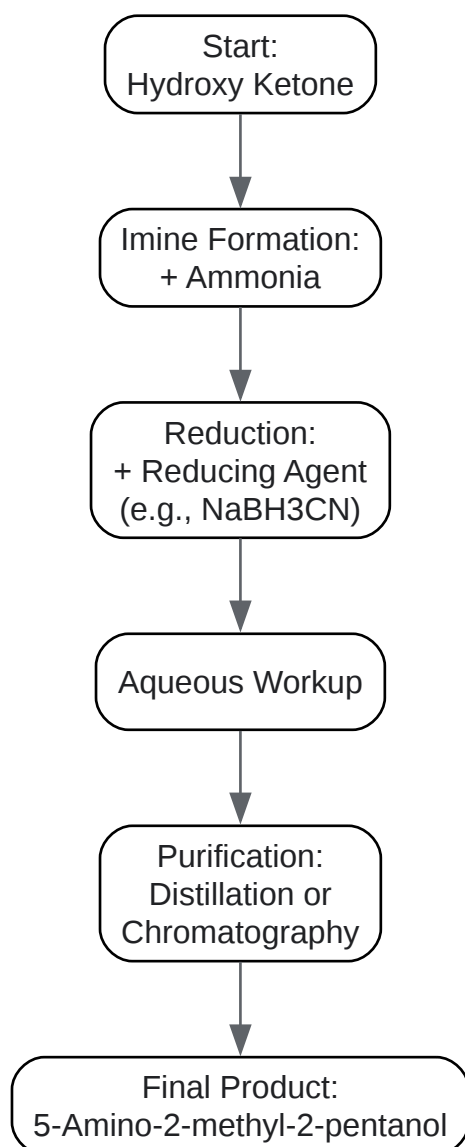 Start:
Hydroxy Ketone
Imine Formation:
+ Ammonia
Reduction:
+ Reducing Agent
(e.g., NaBH3CN)
Aqueous Workup
Purification:
Distillation or
Chromatography
Final Product:
5-Amino-2-methyl-2-pentanol